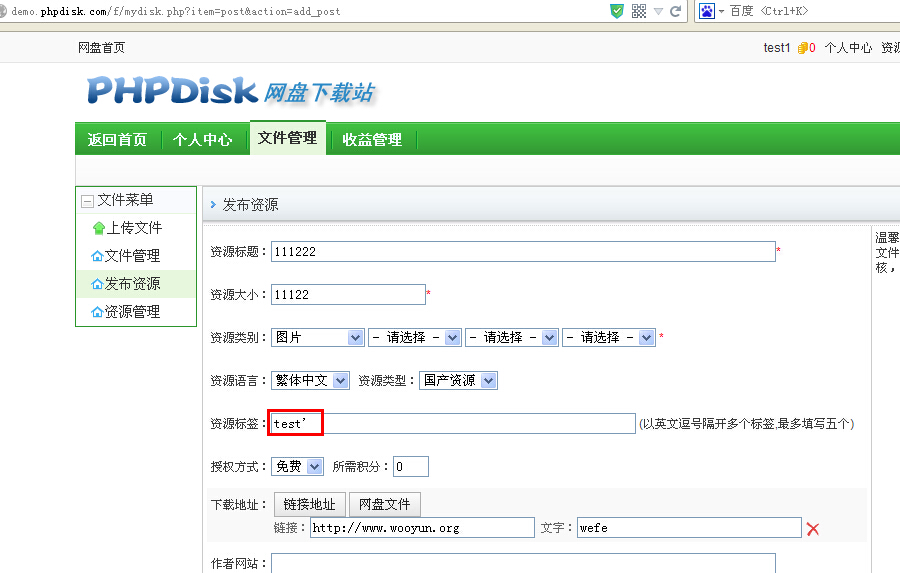 demo.phpdisk.com/f/mydisk.php?item=post&action=add_post
百度 <Ctrl+K>
网盘首页
test1 0 个人中心 资源
PHPDisk 网盘下载站
返回首页 个人中心 文件管理 收益管理
文件菜单
上传文件
文件管理
发布资源
资源管理
发布资源
资源标题： 111222 *
资源大小： 11122 *
资源类别： 图片 - 请选择 - - 请选择 - - 请选择 - *
资源语言： 繁体中文 资源类型： 国产资源
资源标签： test' (以英文逗号隔开多个标签,最多填写五个)
授权方式： 免费 所需积分： 0
下载地址： 链接地址 网盘文件
链接： http://www.wooyun.org 文字： wefe
作者网站：
温馨
文件
核，